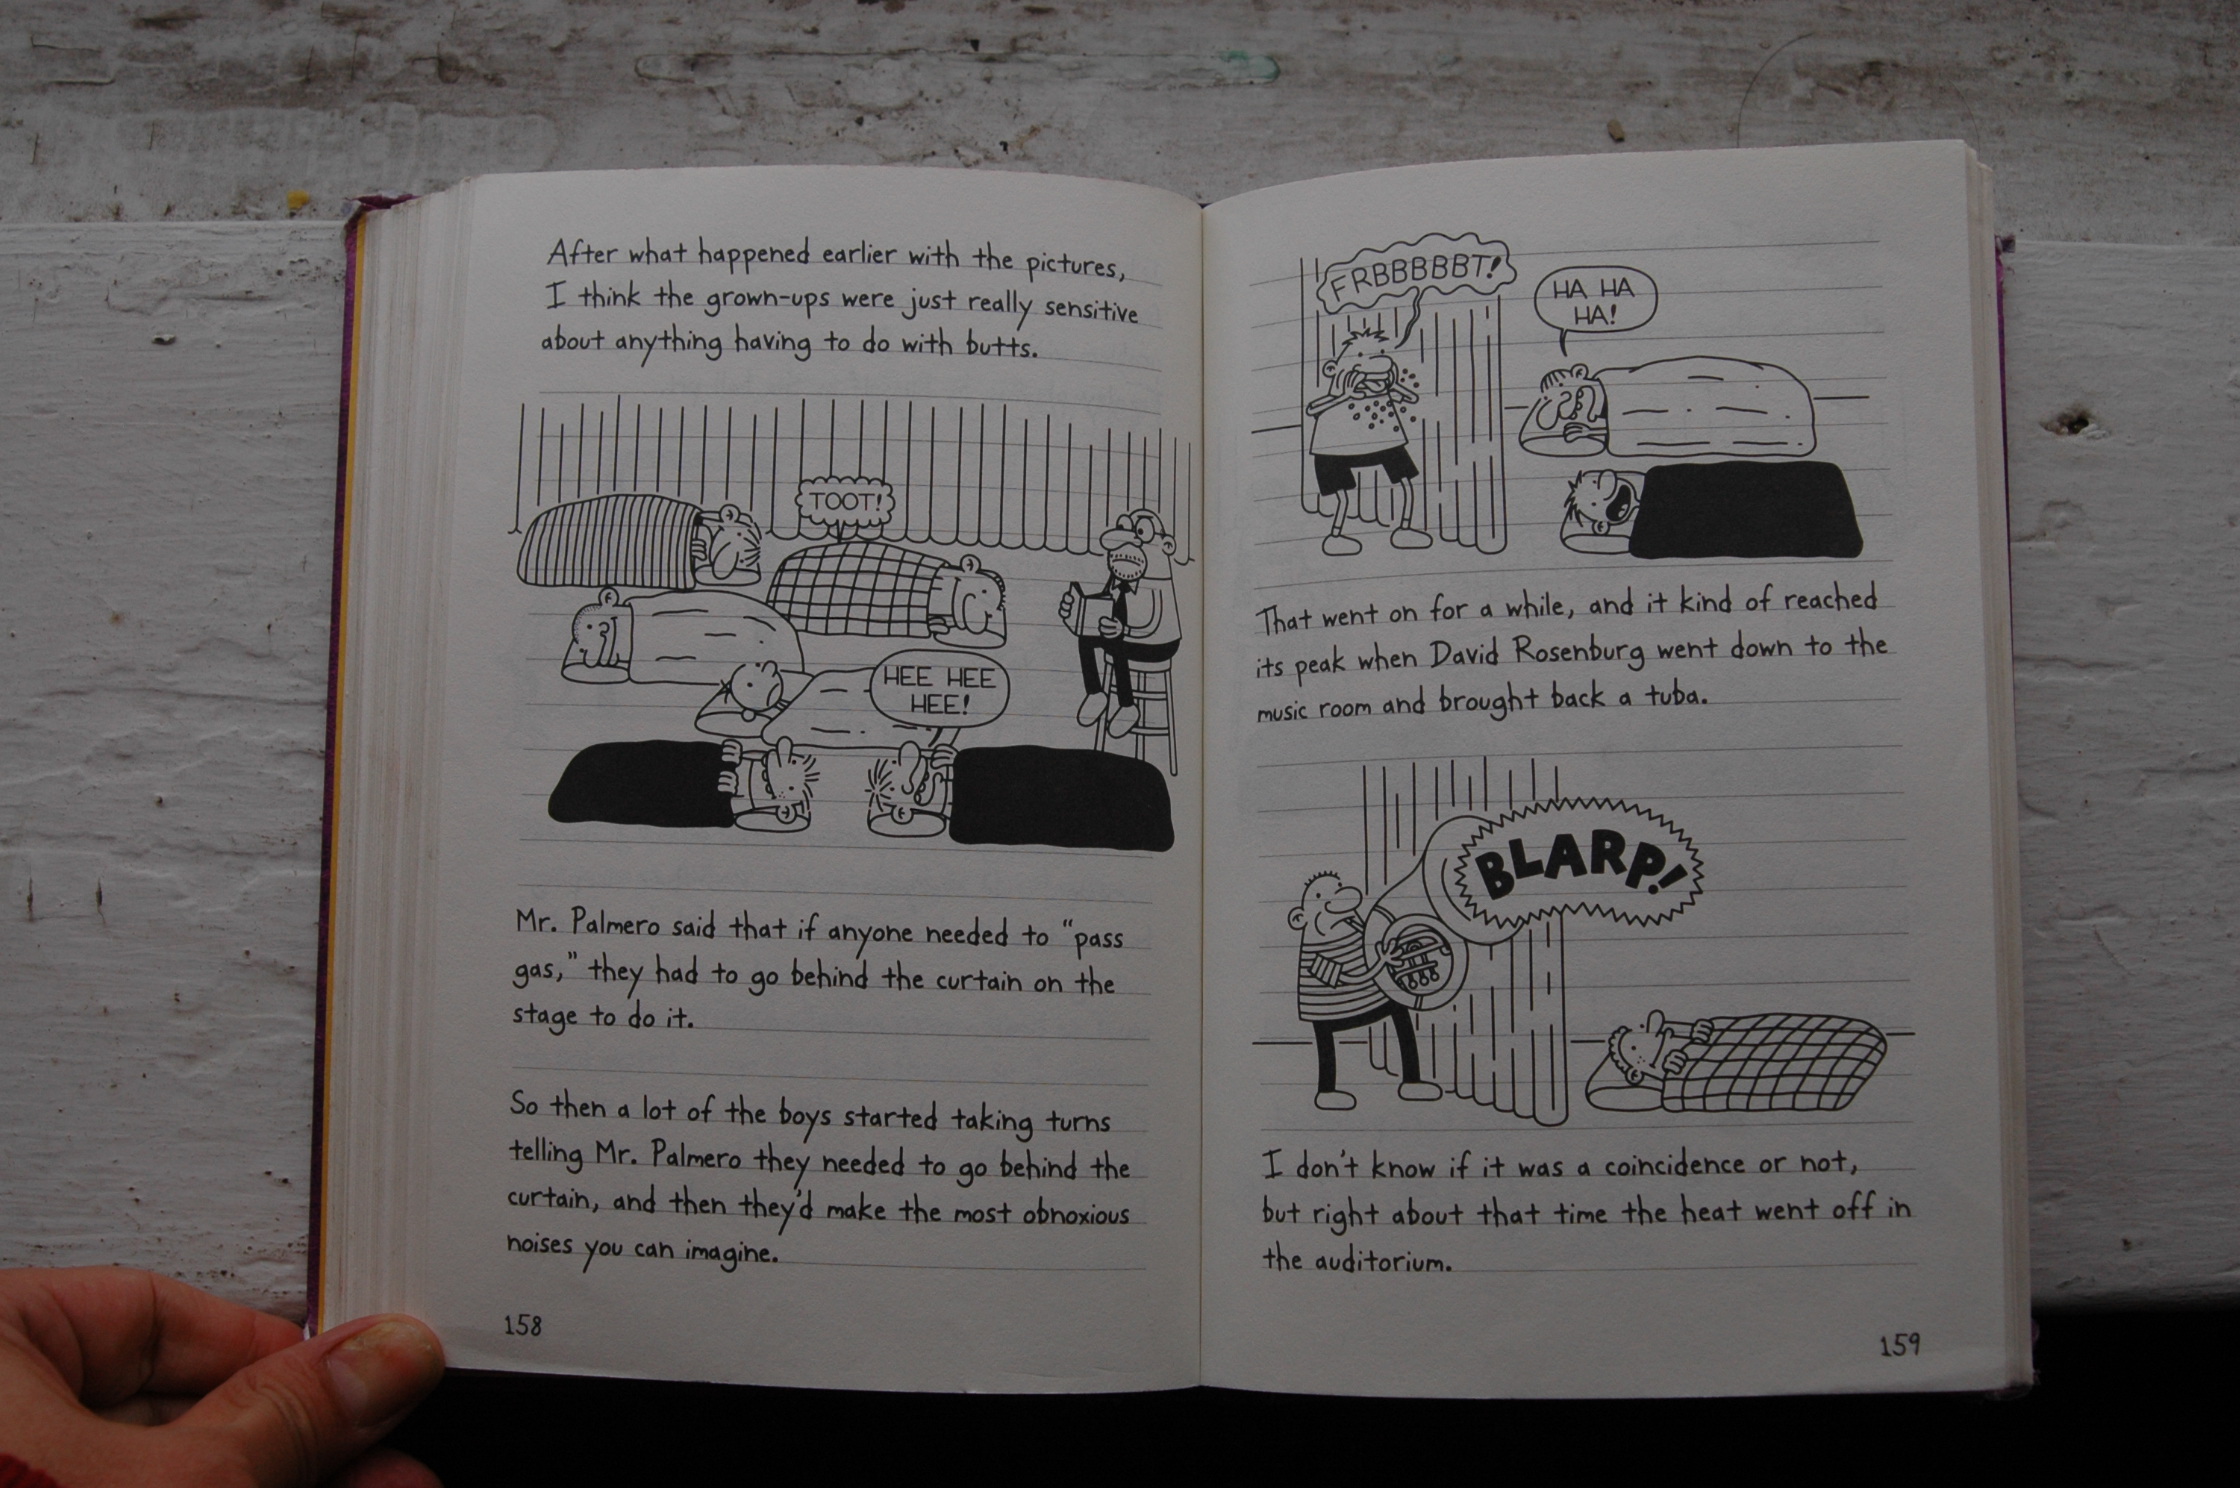 After what happened earlier with the pictures,
I think the grown-ups were just really sensitive
about anything having to do with butts.
TOOT!
HEE HEE
HEE!
Mr. Palmero said that if anyone needed to “pass
gas,” they had to go behind the curtain on the
stage to do it.
So then a lot of the boys started taking turns
telling Mr. Palmero they needed to go behind the
curtain, and then they'd make the most obnoxious
noises you can imagine.
158
FRBBBBBT!
HA HA
HA!
That went on for a while, and it kind of reached
its peak when David Rosenburg went down to the
music room and brought back a tuba.
BLARP!
I don't know if it was a coincidence or not,
but right about that time the heat went off in
the auditorium.
159